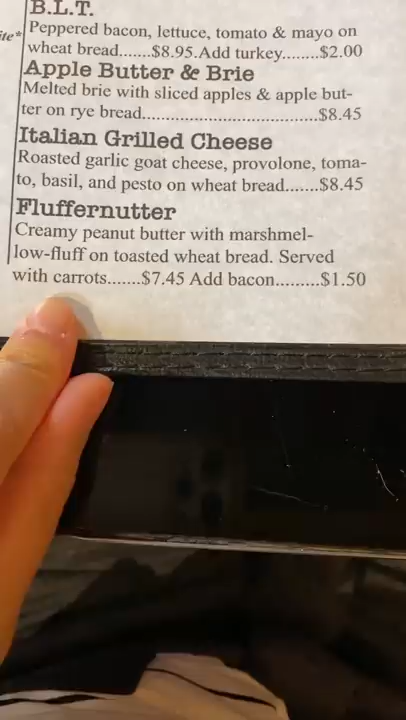 B.L.T.
Peppered bacon, lettuce, tomato & mayo on
wheat bread.......$8.95.Add turkey........$2.00
Apple Butter & Brie
Melted brie with sliced apples & apple but-
ter on rye bread.................................$8.45
Italian Grilled Cheese
Roasted garlic goat cheese, provolone, toma-
to, basil, and pesto on wheat bread.......$8.45
Fluffernutter
Creamy peanut butter with marshmel-
low-fluff on toasted wheat bread. Served
with carrots.......$7.45 Add bacon.........$1.50